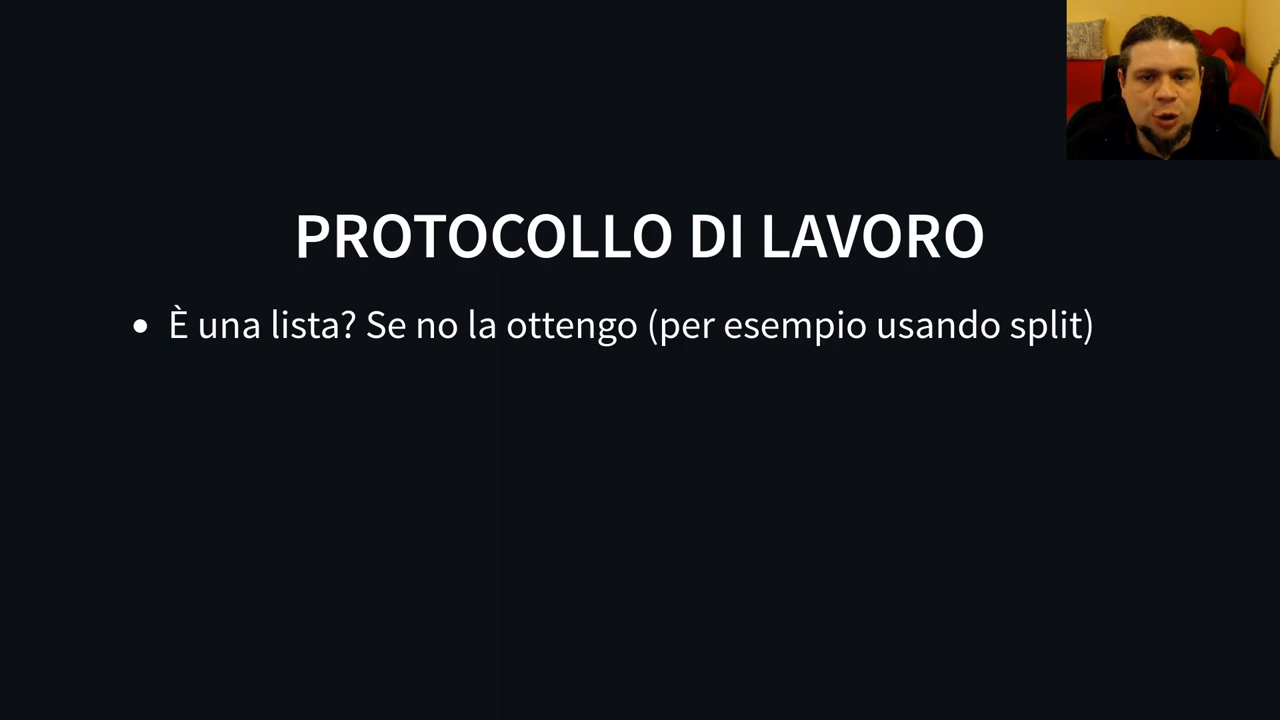 PROTOCOLLO DI LAVORO
• È una lista? Se no la ottengo (per esempio usando split)